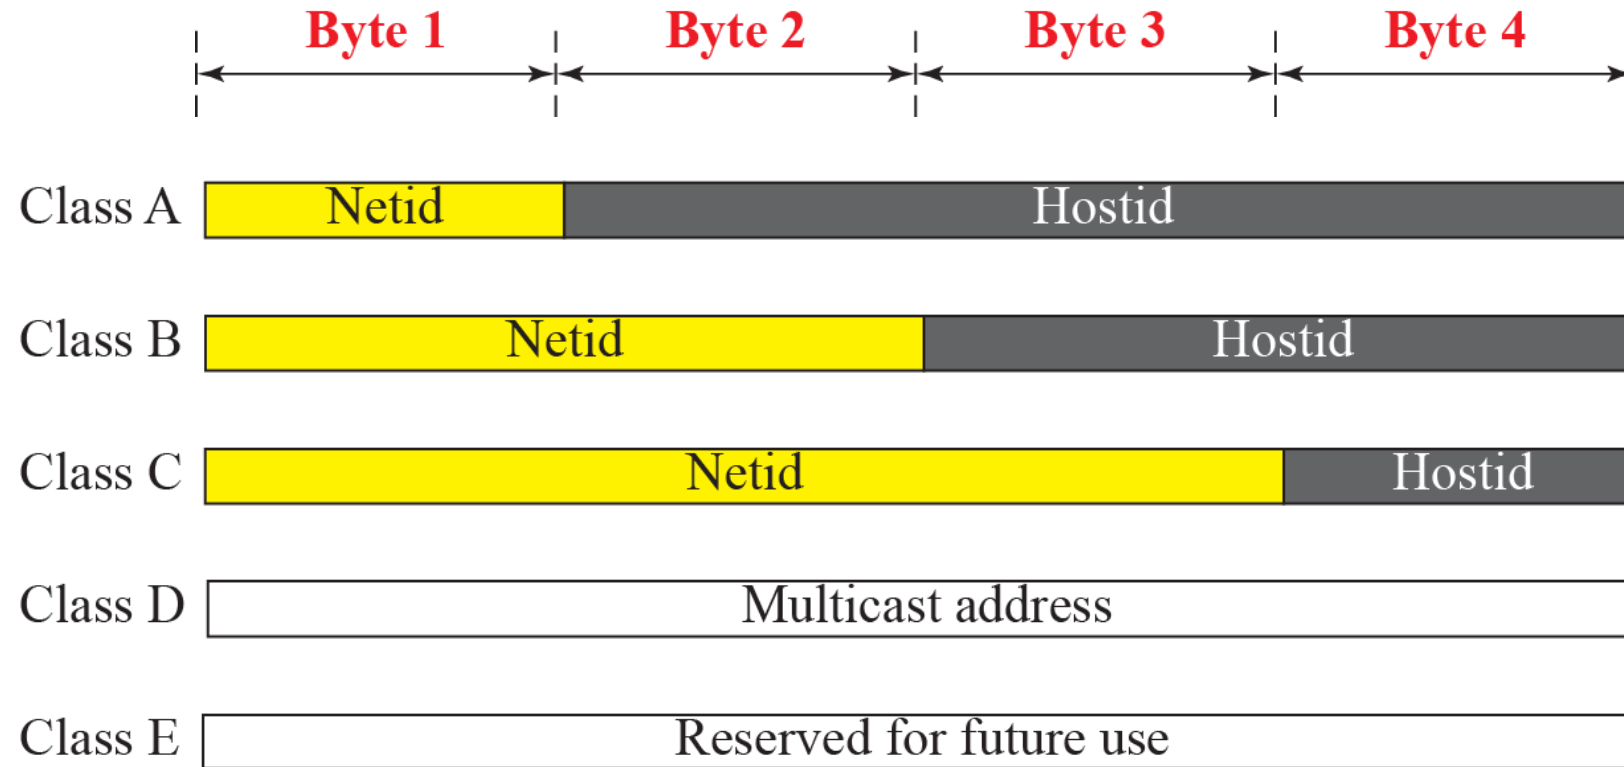 Byte 1 Byte 2 Byte 3 Byte 4
Class A Netid Hostid
Class B Netid Hostid
Class C Netid Hostid
Class D Multicast address
Class E Reserved for future use